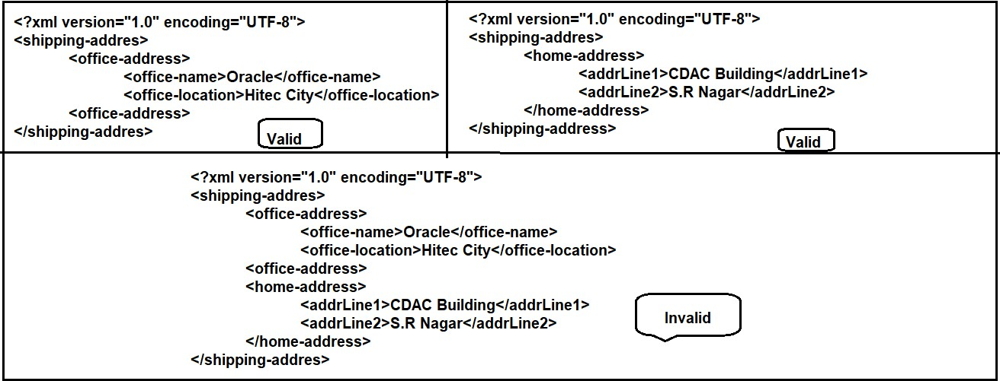 <?xml version="1.0" encoding="UTF-8">
<shipping-addres>
<office-address>
<office-name>Oracle</office-name>
<office-location>Hitec City</office-location>
<office-address>
</shipping-addres>
Valid
<?xml version="1.0" encoding="UTF-8">
<shipping-addres>
<home-address>
<addrLine1>CDAC Building</addrLine1>
<addrLine2>S.R Nagar</addrLine2>
</home-address>
</shipping-address>
Valid
<?xml version="1.0" encoding="UTF-8">
<shipping-addres>
<office-address>
<office-name>Oracle</office-name>
<office-location>Hitec City</office-location>
<office-address>
<home-address>
<addrLine1>CDAC Building</addrLine1>
<addrLine2>S.R Nagar</addrLine2>
</home-address>
</shipping-addres>
Invalid